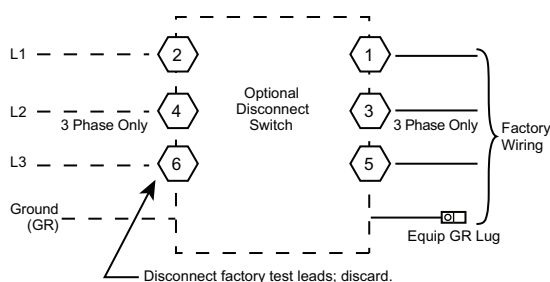 L1
2
1
L2
3 Phase Only
4
Optional
Disconnect
Switch
3
3 Phase Only
Factory
Wiring
L3
6
5
Ground
(GR)
Equip GR Lug
Disconnect factory test leads; discard.